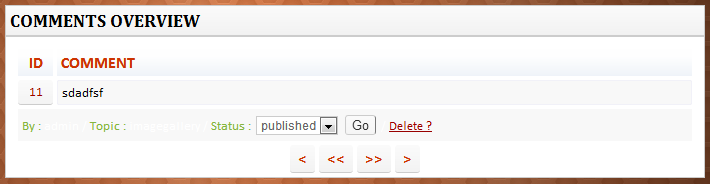 COMMENTS OVERVIEW
ID COMMENT
11 sdadfsf
By : Topic : Status : published Go Delete ?
< << >> >